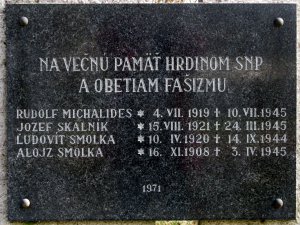 NA VEČNÚ PAMÄŤ HRDINOM SNP
A OBETIAM FAŠIZMU
RUDOLF MICHALIDES * 4. VII. 1919 † 10. VII. 1945
JOZEF SKALNÍK * 15. VIII. 1921 † 24. III. 1945
ĽUDOVÍT SMOLKA * 10. IV. 1920 † 14. IX. 1944
ALOJZ SMOLKA * 16. XI. 1908 † 3. IV. 1945
1971